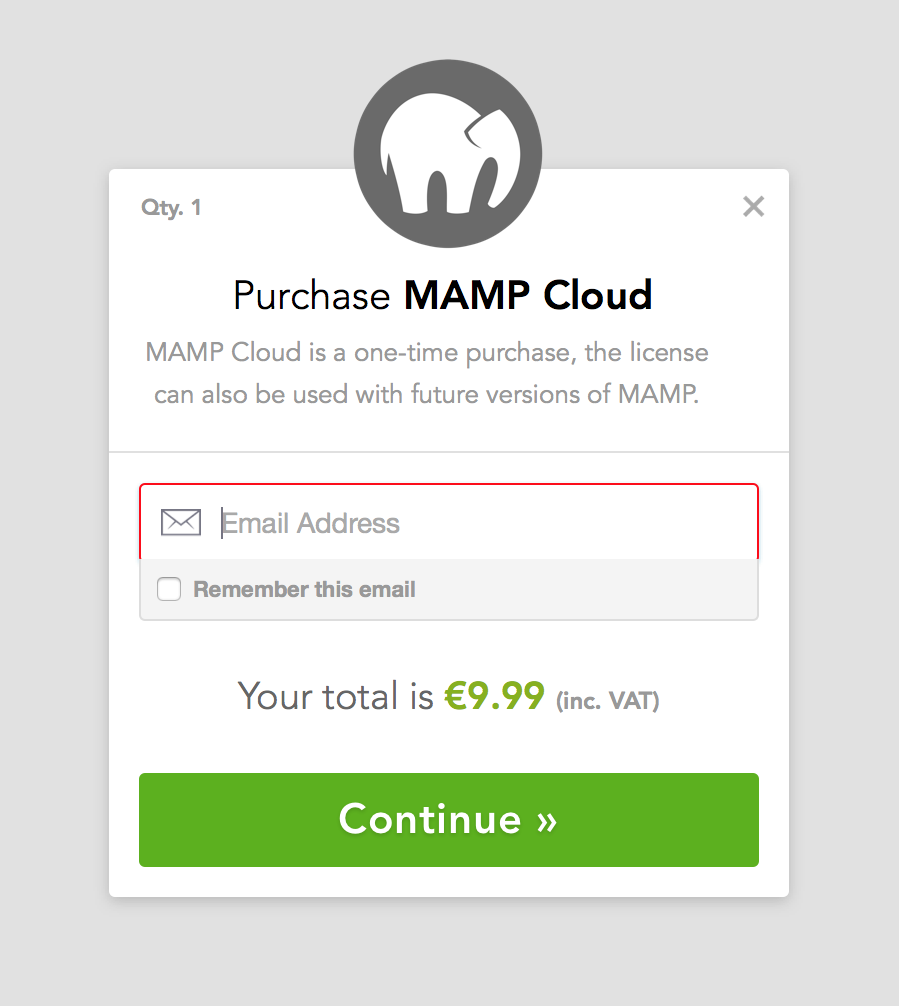 Qty. 1
Purchase MAMP Cloud
MAMP Cloud is a one-time purchase, the license
can also be used with future versions of MAMP.
Email Address
Remember this email
Your total is €9.99 (inc. VAT)
Continue »